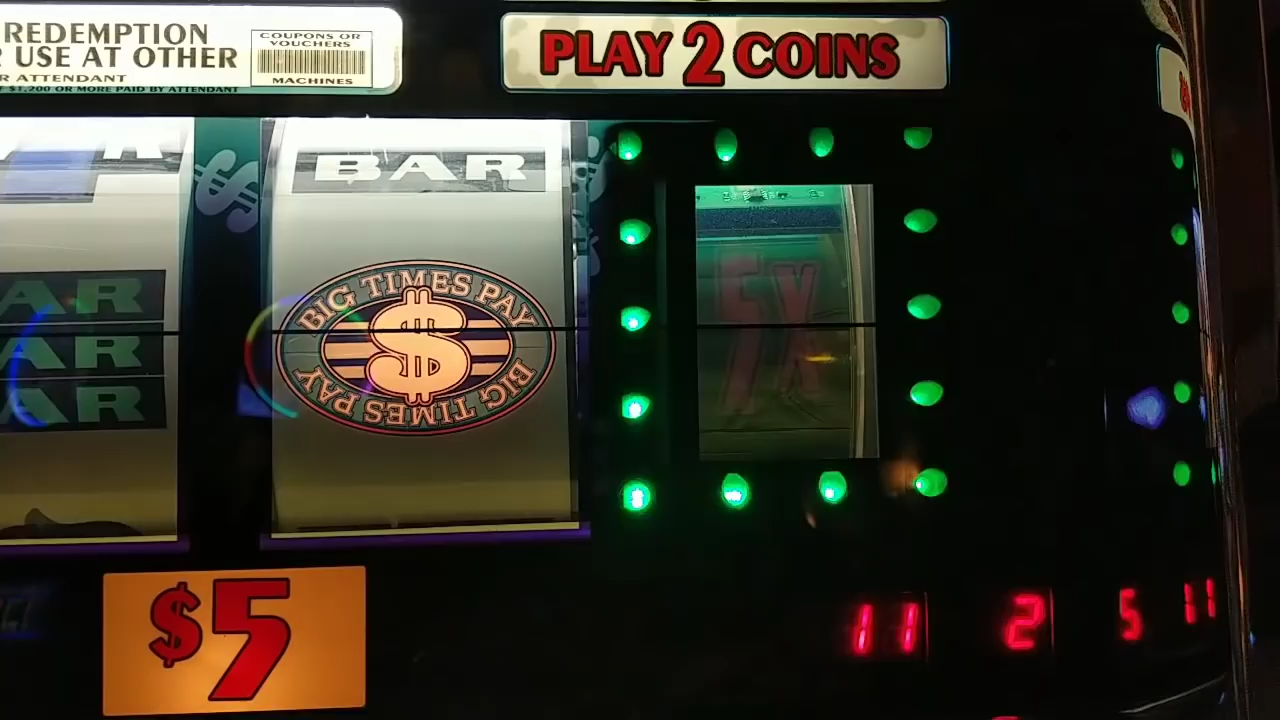 REDEMPTION
USE AT OTHER
ATTENDANT
$1,200 OR MORE PAID BY ATTENDANT
COUPONS OR
VOUCHERS
MACHINES
PLAY 2 COINS
BAR
AR
AR
AR
BIG TIMES PAY
$
BIG TIMES PAY
5X
$5
11
2
5
11